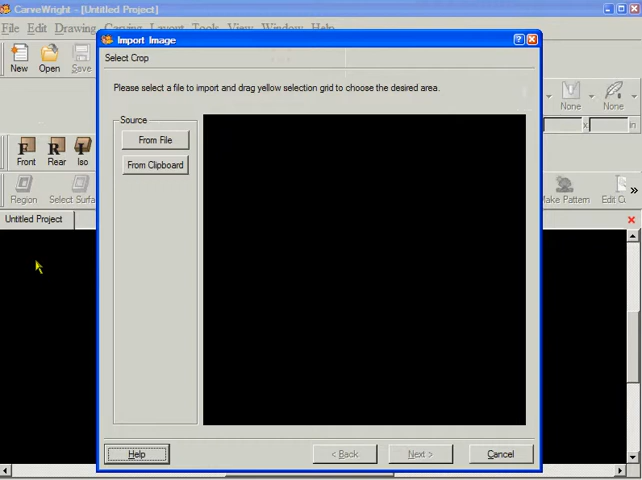 CarveWright - [Untitled Project]
File Edit Drawing Carving Layout Tools View Window Help
Import Image
Select Crop
New Open Save
Please select a file to import and drag yellow selection grid to choose the desired area.
None None
Source
From File
x in
From Clipboard
Front Rear Iso
Region Select Surfa
Make Pattern Edit Cu
Untitled Project
Help < Back Next > Cancel